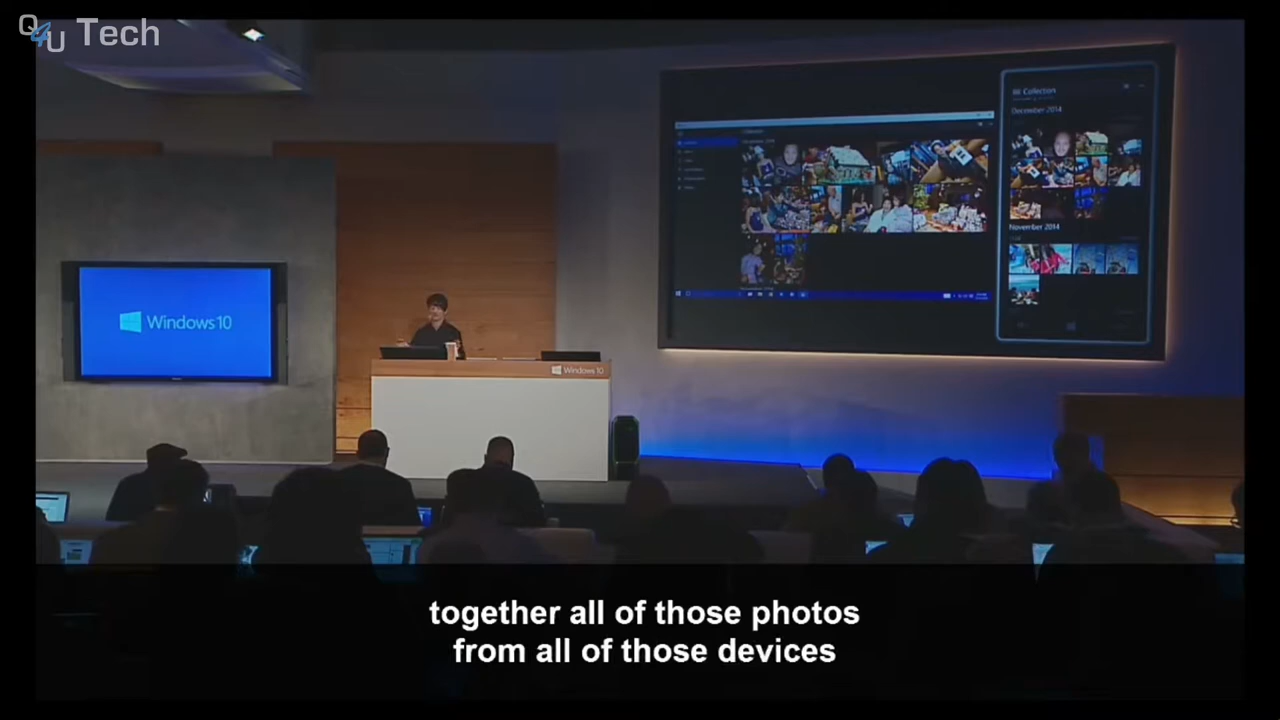 Q4U Tech
Collection
December 2014
November 2014
Windows 10
Windows 10
together all of those photos
from all of those devices